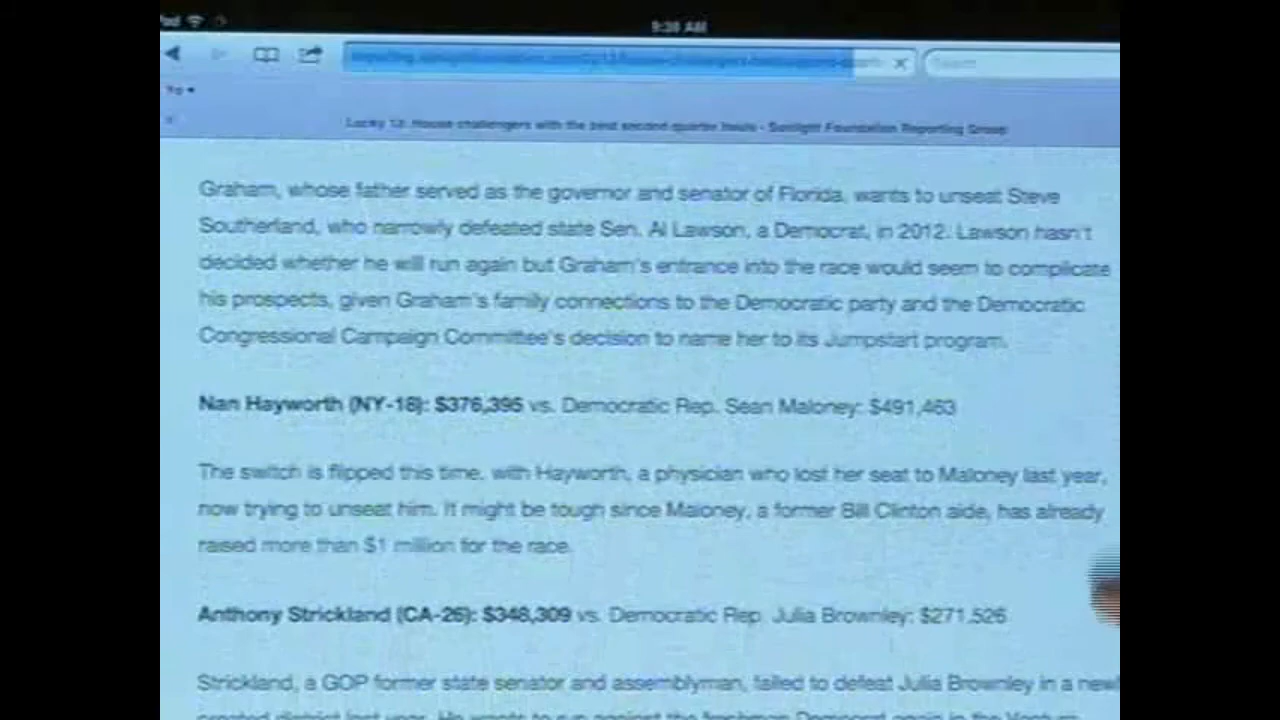 9:36 AM
Lucky 13: House challengers with the best second-quarter hauls - Sunlight Foundation Reporting Group
Graham, whose father served as the governor and senator of Florida, wants to unseat Steve
Southerland, who narrowly defeated state Sen. Al Lawson, a Democrat, in 2012. Lawson hasn't
decided whether he will run again but Graham's entrance into the race would seem to complicate
his prospects, given Graham's family connections to the Democratic party and the Democratic
Congressional Campaign Committee's decision to name her to its Jumpstart program.
Nan Hayworth (NY-18): $376,395 vs. Democratic Rep. Sean Maloney: $491,463
The switch is flipped this time, with Hayworth, a physician who lost her seat to Maloney last year,
now trying to unseat him. It might be tough since Maloney, a former Bill Clinton aide, has already
raised more than $1 million for the race.
Anthony Strickland (CA-26): $348,309 vs. Democratic Rep. Julia Brownley: $271,526
Strickland, a GOP former state senator and assemblyman, failed to defeat Julia Brownley in a